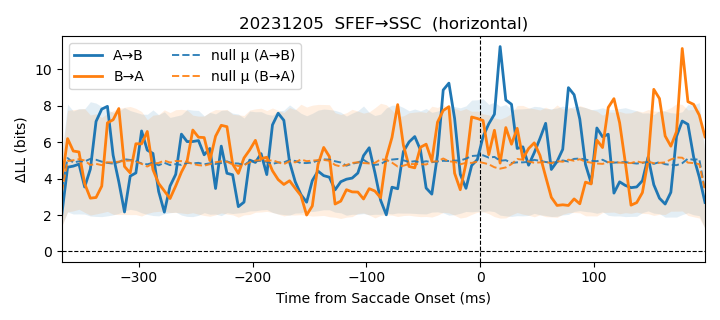 20231205  SFEF→SSC  (horizontal)
A→B
B→A
null μ (A→B)
null μ (B→A)
ΔLL (bits)
10
8
6
4
2
0
−300
−200
−100
0
100
Time from Saccade Onset (ms)